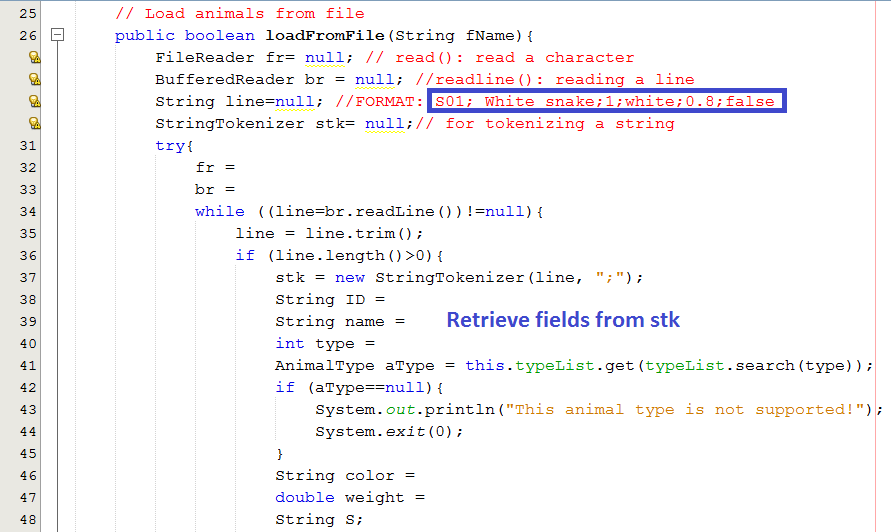 25 // Load animals from file
26 public boolean loadFromFile(String fName){
FileReader fr= null; // read(): read a character
BufferedReader br = null; //readline(): reading a line
String line=null; //FORMAT: S01; White snake;1;white;0.8;false
StringTokenizer stk= null;// for tokenizing a string
31 try{
32 fr =
33 br =
34 while ((line=br.readLine())!=null){
35 line = line.trim();
36 if (line.length()>0){
37 stk = new StringTokenizer(line, ";");
38 String ID =
39 String name = Retrieve fields from stk
40 int type =
41 AnimalType aType = this.typeList.get(typeList.search(type));
42 if (aType==null){
43 System.out.println("This animal type is not supported!");
44 System.exit(0);
45 }
46 String color =
47 double weight =
48 String S;